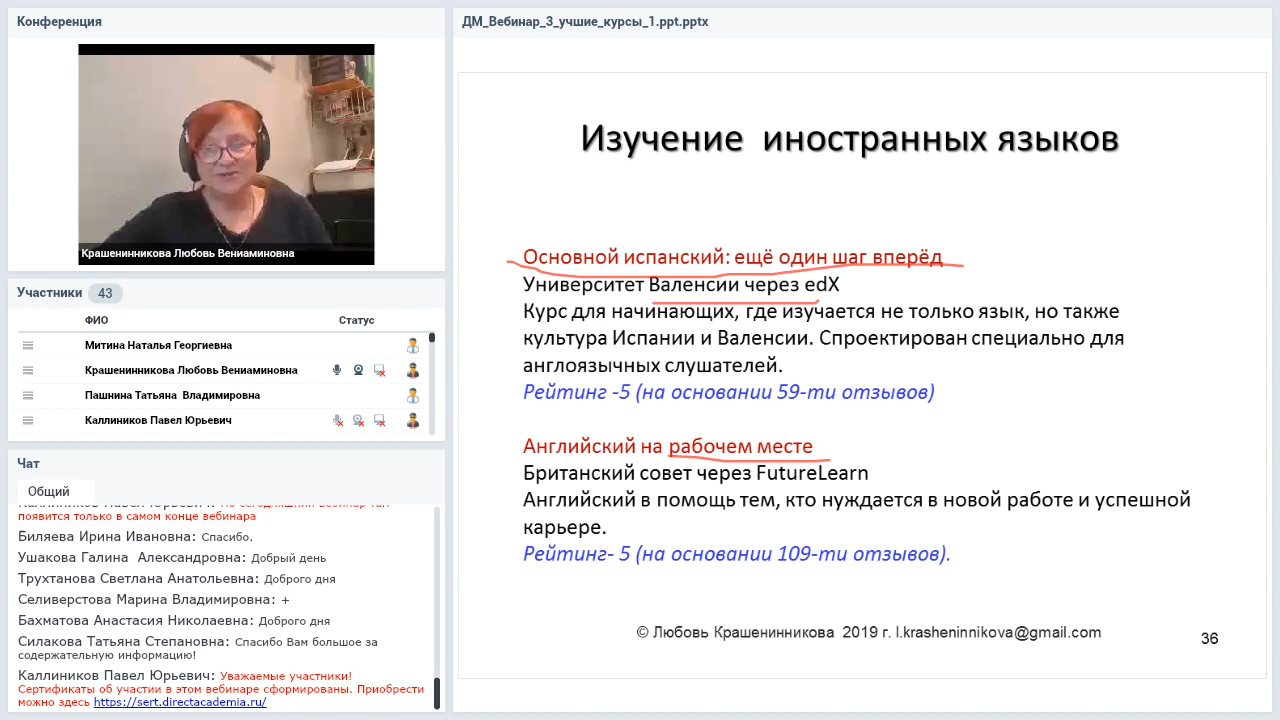 Конференция
Крашенинникова Любовь Вениаминовна
Участники 43
ФИО Статус
Митина Наталья Георгиевна
Крашенинникова Любовь Вениаминовна
Пашнина Татьяна Владимировна
Каллиников Павел Юрьевич
Чат
Общий
появится только в самом конце вебинара
Биляева Ирина Ивановна: Спасибо.
Ушакова Галина Александровна: Добрый день
Трухтанова Светлана Анатольевна: Доброго дня
Селиверстова Марина Владимировна: +
Бахматова Анастасия Николаевна: Доброго дня
Силакова Татьяна Степановна: Спасибо Вам большое за
содержательную информацию!
Каллиников Павел Юрьевич: Уважаемые участники!
Сертификаты об участии в этом вебинаре сформированы. Приобрести
можно здесь https://sert.directacademia.ru/
ДМ_Вебинар_3_учшие_курсы_1.ppt.pptx
Изучение иностранных языков
Основной испанский: ещё один шаг вперёд
Университет Валенсии через edX
Курс для начинающих, где изучается не только язык, но также
культура Испании и Валенсии. Спроектирован специально для
англоязычных слушателей.
Рейтинг -5 (на основании 59-ти отзывов)
Английский на рабочем месте
Британский совет через FutureLearn
Английский в помощь тем, кто нуждается в новой работе и успешной
карьере.
Рейтинг- 5 (на основании 109-ти отзывов).
© Любовь Крашенинникова 2019 г. l.krasheninnikova@gmail.com
36